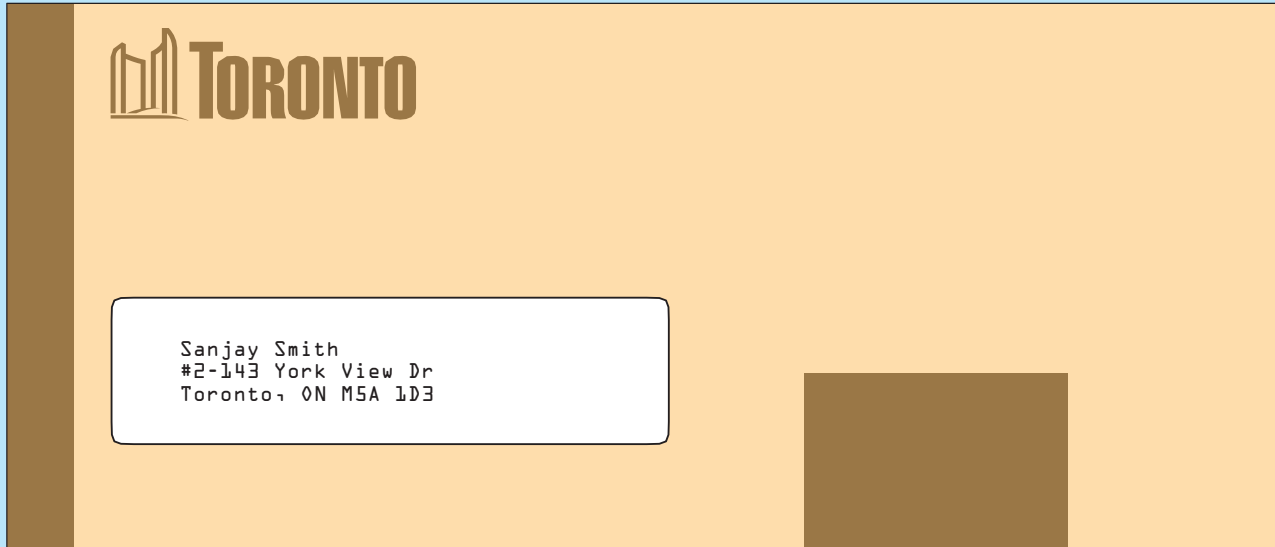 TORONTO
Sanjay Smith
#2-143 York View Dr
Toronto, ON M5A 1D3